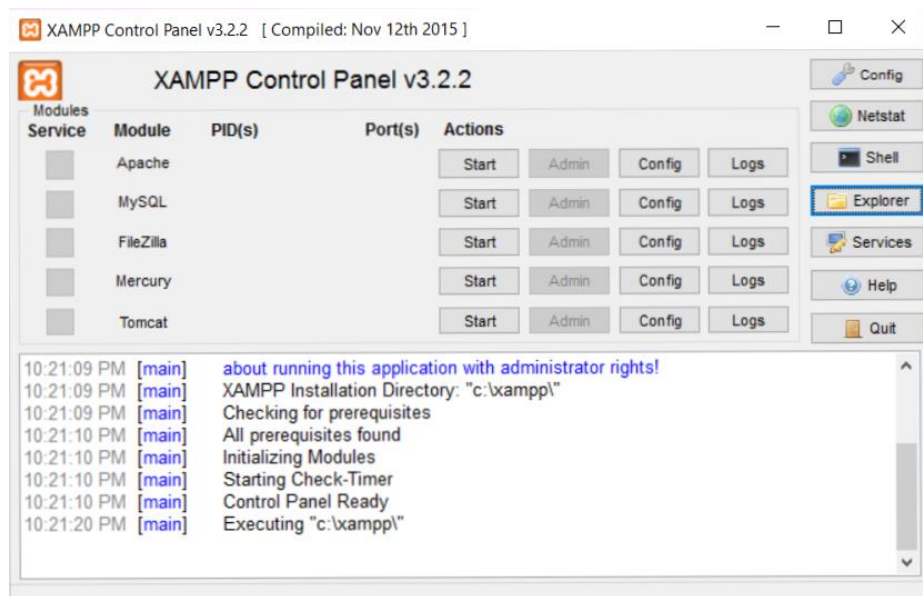 XAMPP Control Panel v3.2.2 [ Compiled: Nov 12th 2015 ]
XAMPP Control Panel v3.2.2
Config
Netstat
Shell
Explorer
Services
Help
Quit
Modules
Service Module PID(s) Port(s) Actions
Apache Start Admin Config Logs
MySQL Start Admin Config Logs
FileZilla Start Admin Config Logs
Mercury Start Admin Config Logs
Tomcat Start Admin Config Logs
10:21:09 PM [main] about running this application with administrator rights!
10:21:09 PM [main] XAMPP Installation Directory: "c:\xampp\"
10:21:09 PM [main] Checking for prerequisites
10:21:10 PM [main] All prerequisites found
10:21:10 PM [main] Initializing Modules
10:21:10 PM [main] Starting Check-Timer
10:21:10 PM [main] Control Panel Ready
10:21:20 PM [main] Executing "c:\xampp\"